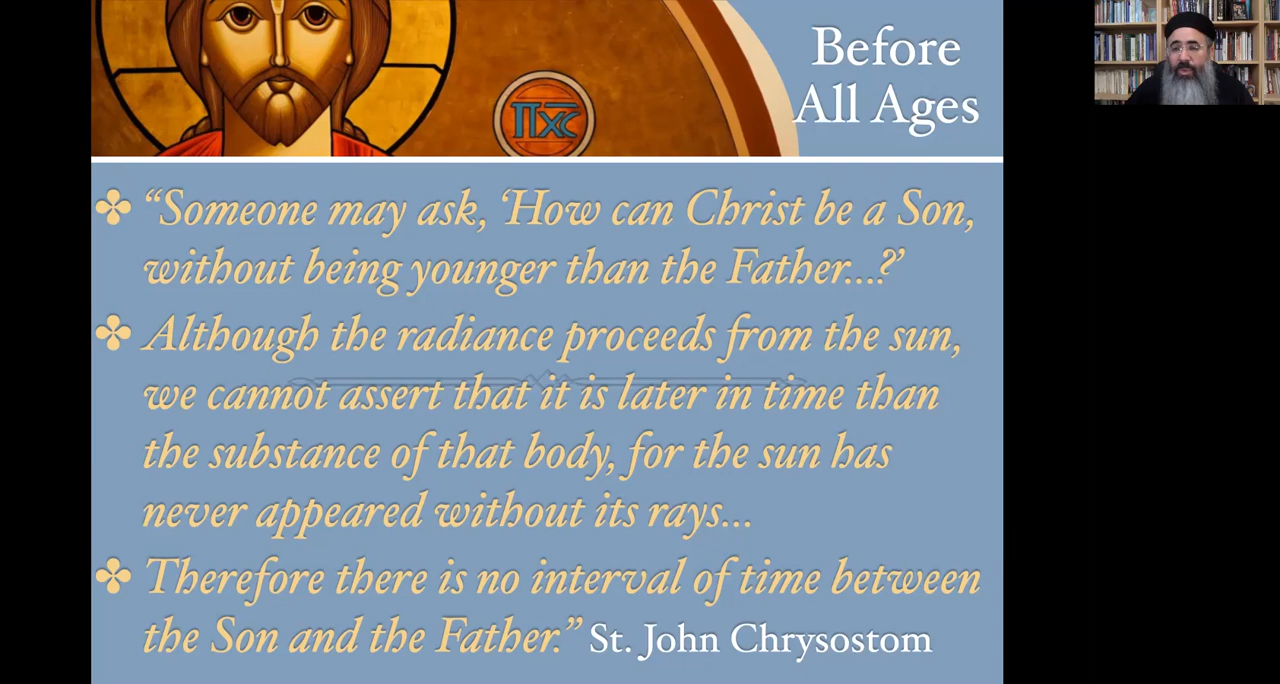 Before
All Ages
ⲠⲭⲤ
“Someone may ask, ‘How can Christ be a Son,
without being younger than the Father...?’
Although the radiance proceeds from the sun,
we cannot assert that it is later in time than
the substance of that body, for the sun has
never appeared without its rays...
Therefore there is no interval of time between
the Son and the Father.” St. John Chrysostom